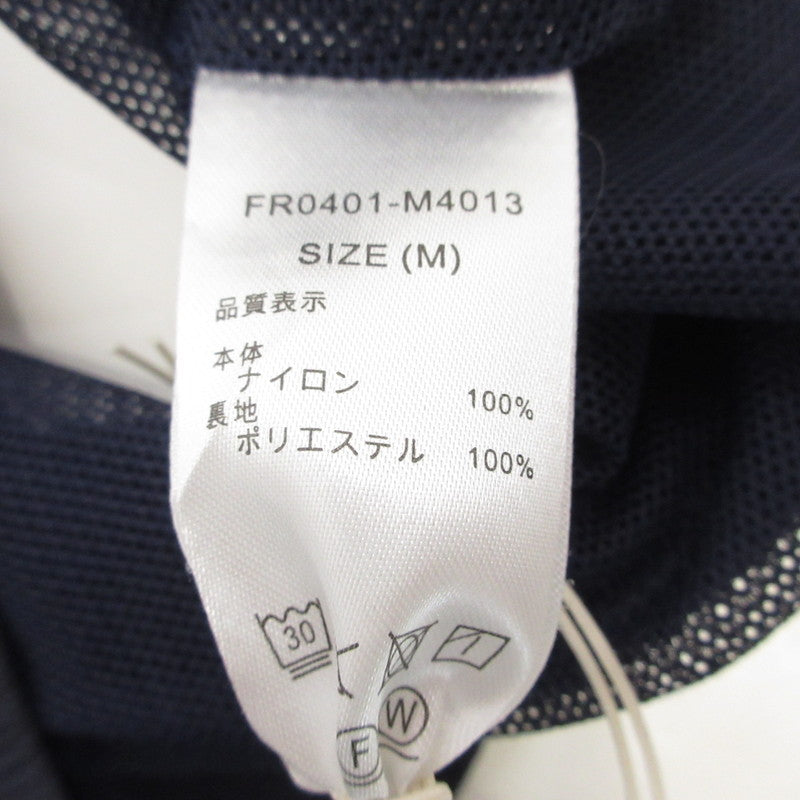 FR0401-M4013
SIZE (M)
品質表示
本体
ナイロン 100%
裏地
ポリエステル 100%
30
W
F